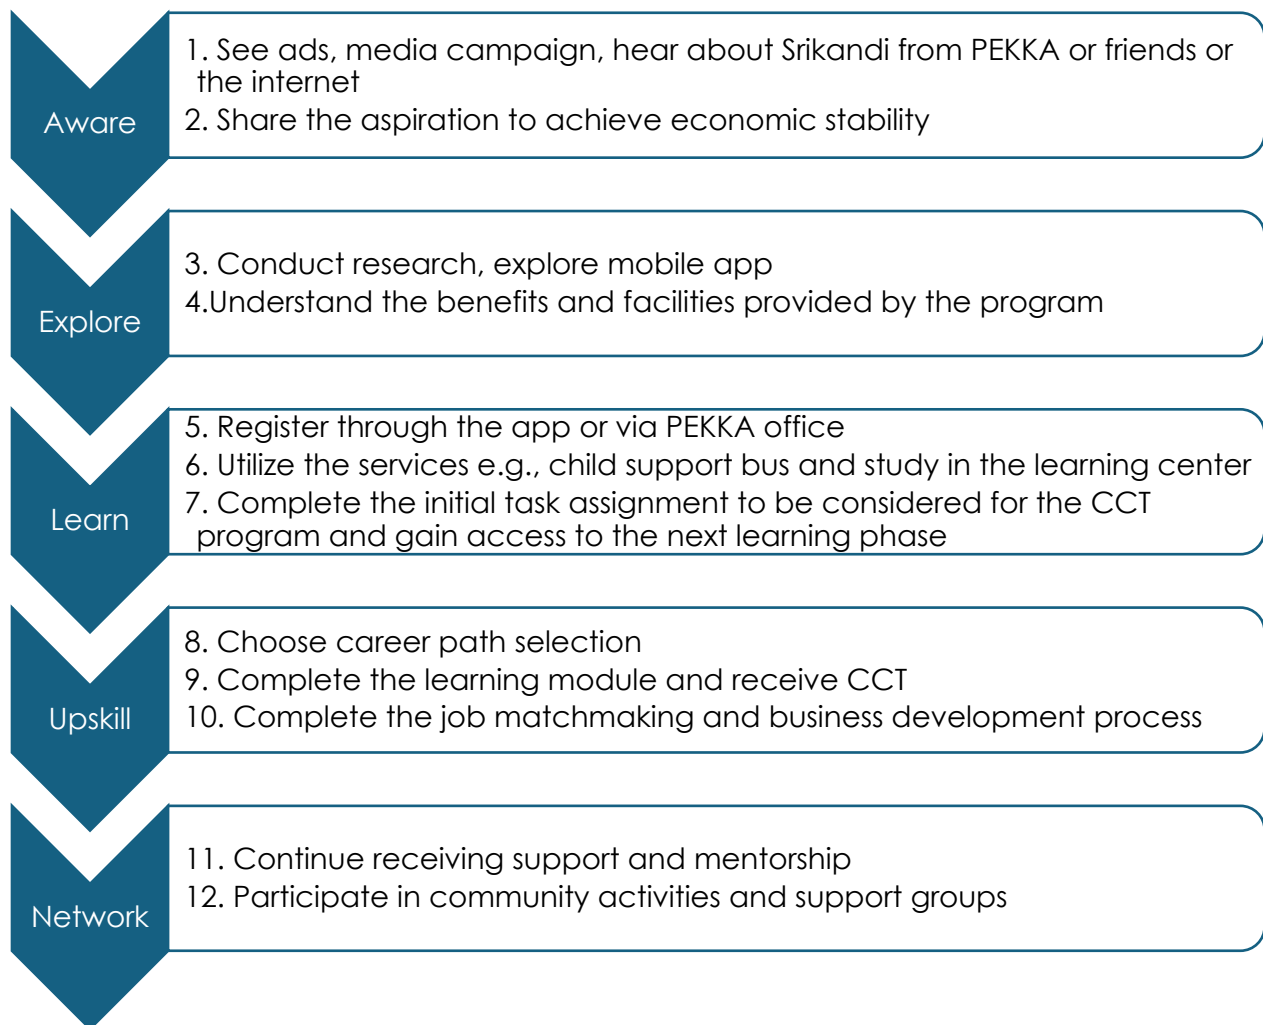 Aware
1. See ads, media campaign, hear about Srikandi from PEKKA or friends or
the internet
2. Share the aspiration to achieve economic stability
Explore
3. Conduct research, explore mobile app
4.Understand the benefits and facilities provided by the program
Learn
5. Register through the app or via PEKKA office
6. Utilize the services e.g., child support bus and study in the learning center
7. Complete the initial task assignment to be considered for the CCT
program and gain access to the next learning phase
Upskill
8. Choose career path selection
9. Complete the learning module and receive CCT
10. Complete the job matchmaking and business development process
Network
11. Continue receiving support and mentorship
12. Participate in community activities and support groups